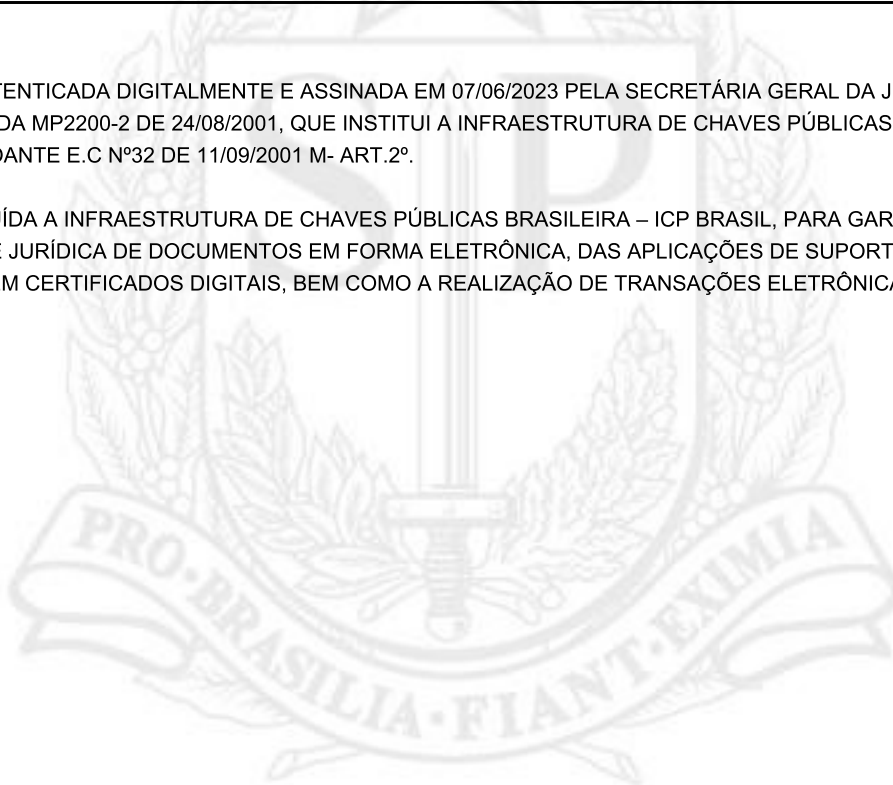 TENTICADA DIGITALMENTE E ASSINADA EM 07/06/2023 PELA SECRETÁRIA GERAL DA J
DA MP2200-2 DE 24/08/2001, QUE INSTITUI A INFRAESTRUTURA DE CHAVES PÚBLICAS
DANTE E.C Nº32 DE 11/09/2001 M- ART.2º.
ÍDA A INFRAESTRUTURA DE CHAVES PÚBLICAS BRASILEIRA – ICP BRASIL, PARA GAR
E JURÍDICA DE DOCUMENTOS EM FORMA ELETRÔNICA, DAS APLICAÇÕES DE SUPORT
EM CERTIFICADOS DIGITAIS, BEM COMO A REALIZAÇÃO DE TRANSAÇÕES ELETRÔNICA
S P
PRO·BRASILIA·FIANT·EXIMIA